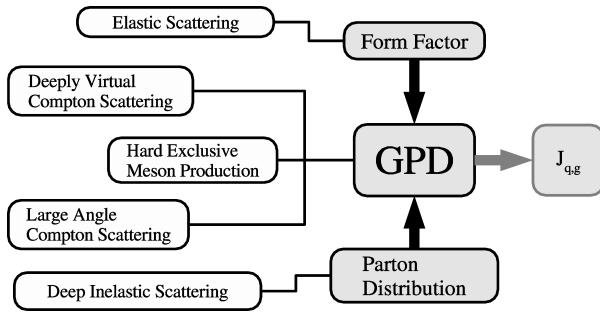 Elastic Scattering
Form Factor
Deeply Virtual
Compton Scattering
Hard Exclusive
Meson Production
GPD
J q,g
Large Angle
Compton Scattering
Parton
Distribution
Deep Inelastic Scattering